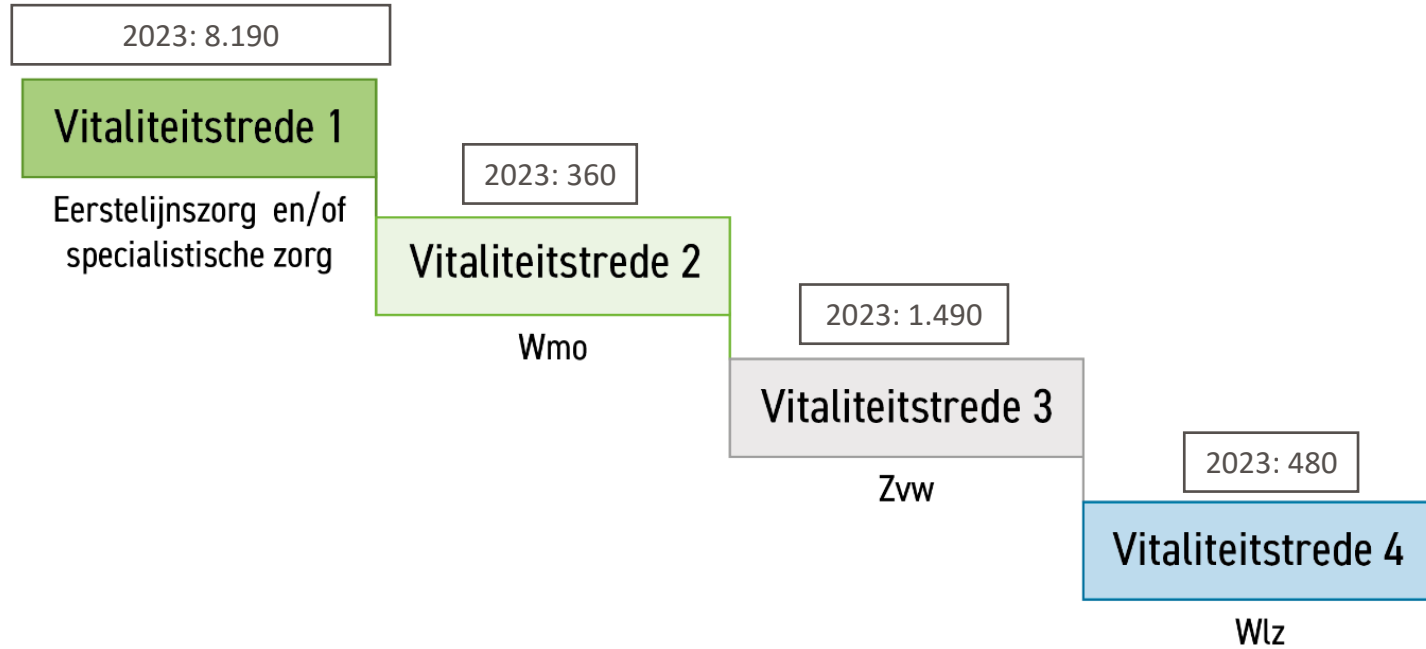 2023: 8.190
Vitaliteitstrede 1
Eerstelijnszorg en/of
specialistische zorg
2023: 360
Vitaliteitstrede 2
Wmo
2023: 1.490
Vitaliteitstrede 3
Zvw
2023: 480
Vitaliteitstrede 4
Wlz